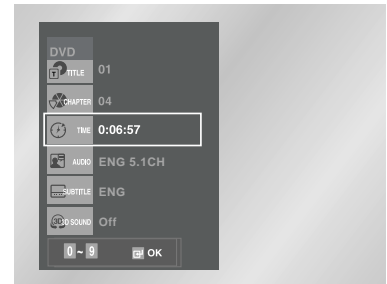 DVD
TITLE 01
CHAPTER 04
TIME 0:06:57
AUDIO ENG 5.1CH
SUBTITLE ENG
3D SOUND Off
0 ~ 9 OK